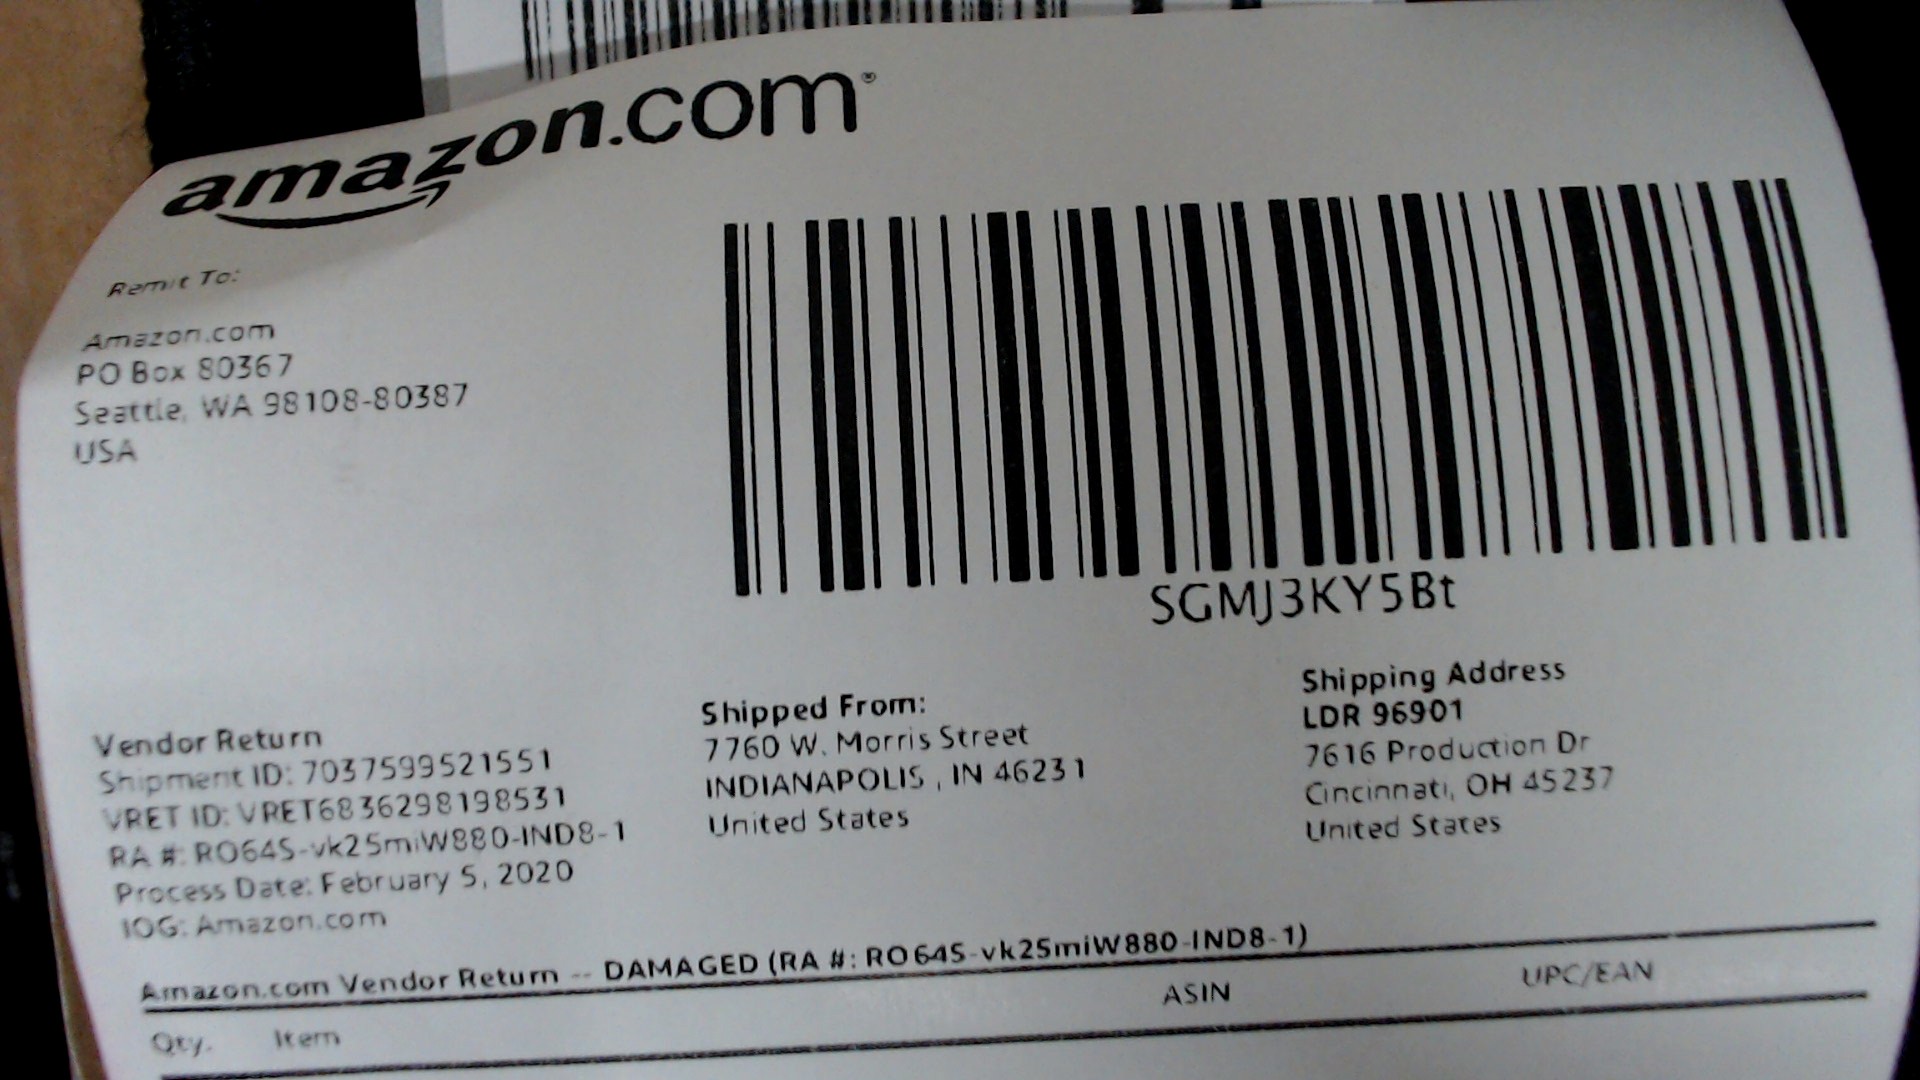 amazon.com®
Remit To:
Amazon.com
PO Box 80367
Seattle, WA 98108-80387
USA
SGMJ3KY5Bt
Vendor Return
Shipment ID: 7037599521551
VRET ID: VRET6836298198531
RA #: RO64S-vk25miW880-IND8-1
Process Date: February 5, 2020
IOG: Amazon.com
Shipped From:
7760 W. Morris Street
INDIANAPOLIS , IN 46231
United States
Shipping Address
LDR 96901
7616 Production Dr
Cincinnati, OH 45237
United States
Amazon.com Vendor Return -- DAMAGED (RA #: RO64S-vk25miW880-IND8-1)
Qty. Item ASIN UPC/EAN